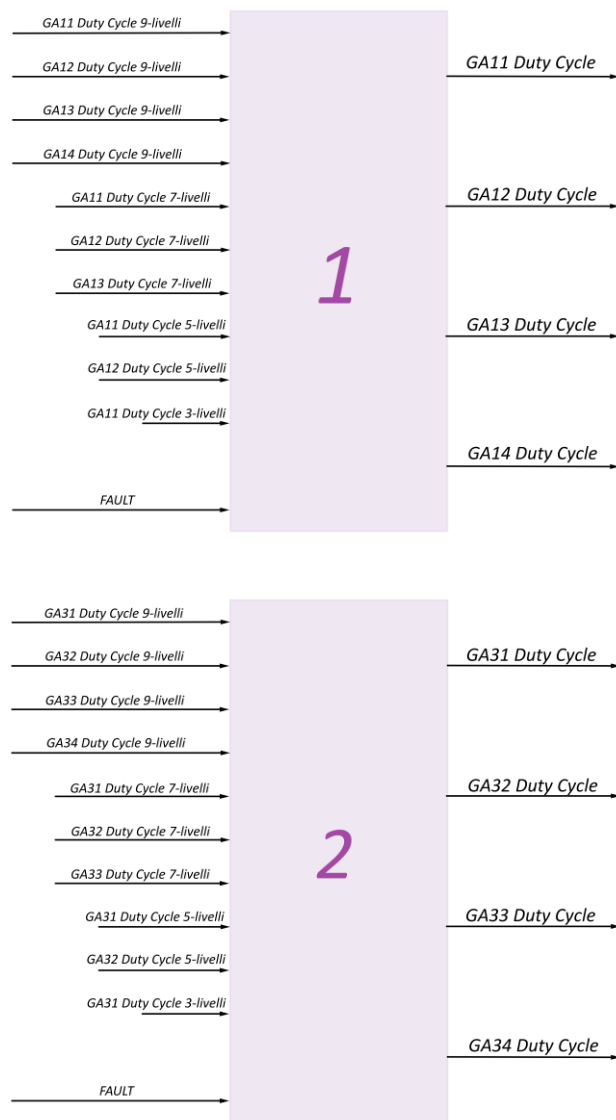 GA11 Duty Cycle 9-livelli
GA12 Duty Cycle 9-livelli
GA13 Duty Cycle 9-livelli
GA14 Duty Cycle 9-livelli
GA11 Duty Cycle 7-livelli
GA12 Duty Cycle 7-livelli
GA13 Duty Cycle 7-livelli
GA11 Duty Cycle 5-livelli
GA12 Duty Cycle 5-livelli
GA11 Duty Cycle 3-livelli
FAULT
1
GA11 Duty Cycle
GA12 Duty Cycle
GA13 Duty Cycle
GA14 Duty Cycle
GA31 Duty Cycle 9-livelli
GA32 Duty Cycle 9-livelli
GA33 Duty Cycle 9-livelli
GA34 Duty Cycle 9-livelli
GA31 Duty Cycle 7-livelli
GA32 Duty Cycle 7-livelli
GA33 Duty Cycle 7-livelli
GA31 Duty Cycle 5-livelli
GA32 Duty Cycle 5-livelli
GA31 Duty Cycle 3-livelli
FAULT
2
GA31 Duty Cycle
GA32 Duty Cycle
GA33 Duty Cycle
GA34 Duty Cycle